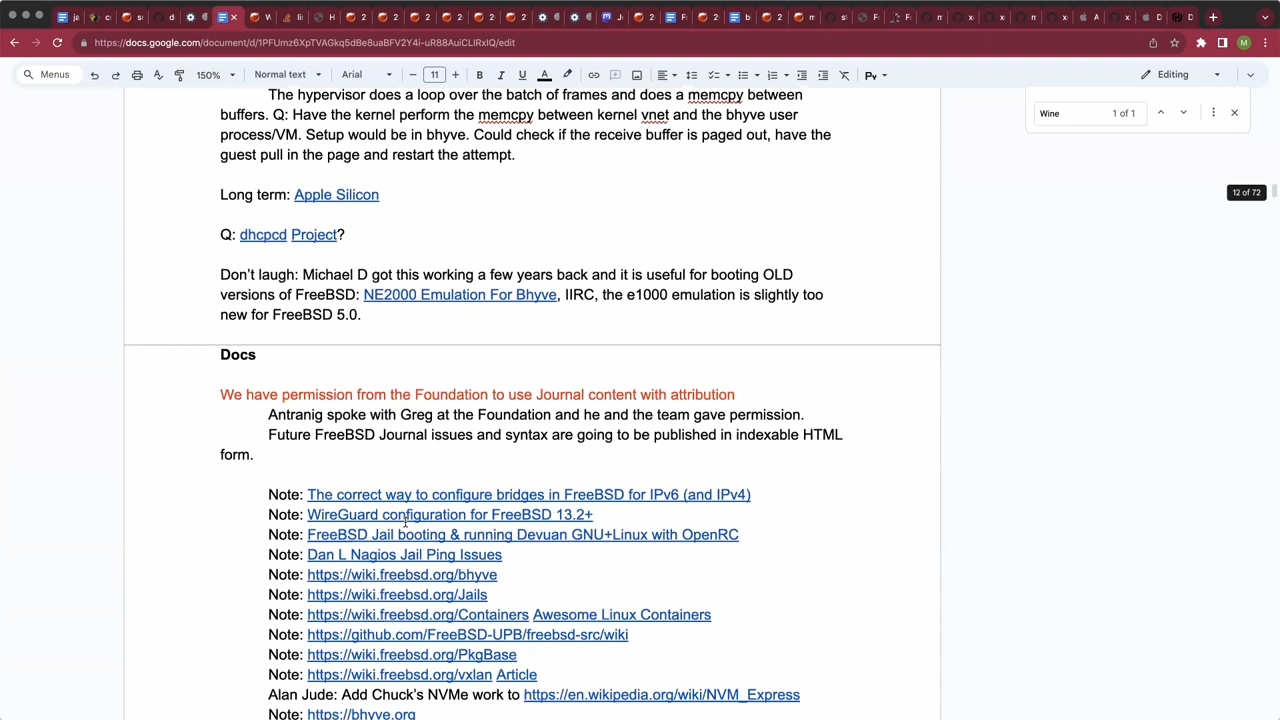 https://docs.google.com/document/d/1PFUmz6XpTVAGkq5dBe8uaBFV2Y4i-uR88AuiCLIRxIQ/edit
M
Menus
150%
Normal text
Arial
11
Editing
The hypervisor does a loop over the batch of frames and does a memcpy between
buffers. Q: Have the kernel perform the memcpy between kernel vnet and the bhyve user
process/VM. Setup would be in bhyve. Could check if the receive buffer is paged out, have the
guest pull in the page and restart the attempt.
Wine
1 of 1
12 of 72
Long term: Apple Silicon
Q: dhcpcd Project?
Don't laugh: Michael D got this working a few years back and it is useful for booting OLD
versions of FreeBSD: NE2000 Emulation For Bhyve, IIRC, the e1000 emulation is slightly too
new for FreeBSD 5.0.
Docs
We have permission from the Foundation to use Journal content with attribution
Antranig spoke with Greg at the Foundation and he and the team gave permission.
Future FreeBSD Journal issues and syntax are going to be published in indexable HTML
form.
Note: The correct way to configure bridges in FreeBSD for IPv6 (and IPv4)
Note: WireGuard configuration for FreeBSD 13.2+
Note: FreeBSD Jail booting & running Devuan GNU+Linux with OpenRC
Note: Dan L Nagios Jail Ping Issues
Note: https://wiki.freebsd.org/bhyve
Note: https://wiki.freebsd.org/Jails
Note: https://wiki.freebsd.org/Containers Awesome Linux Containers
Note: https://github.com/FreeBSD-UPB/freebsd-src/wiki
Note: https://wiki.freebsd.org/PkgBase
Note: https://wiki.freebsd.org/vxlan Article
Alan Jude: Add Chuck's NVMe work to https://en.wikipedia.org/wiki/NVM_Express
Note: https://bhyve.org